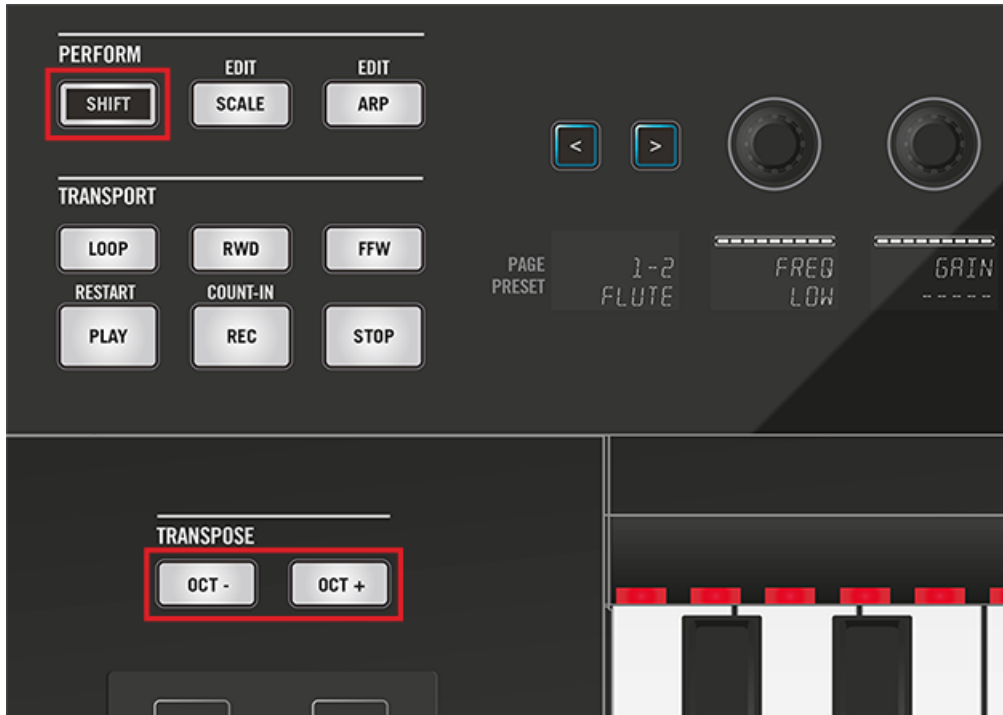 PERFORM
EDIT EDIT
SHIFT SCALE ARP
< >
TRANSPORT
LOOP RWD FFW
PAGE 1-2 FREQ GAIN
PRESET FLUTE LOW -----
RESTART COUNT-IN
PLAY REC STOP
TRANSPOSE
OCT - OCT +